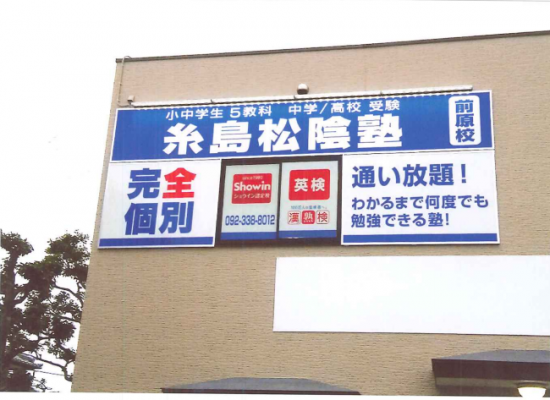 小中学生 5教科 中学/高校 受験
糸島松陰塾
前原校
完全
個別
Showin
092-336-8012
英検
漢熟検
通い放題!
わかるまで何度でも
勉強できる塾!